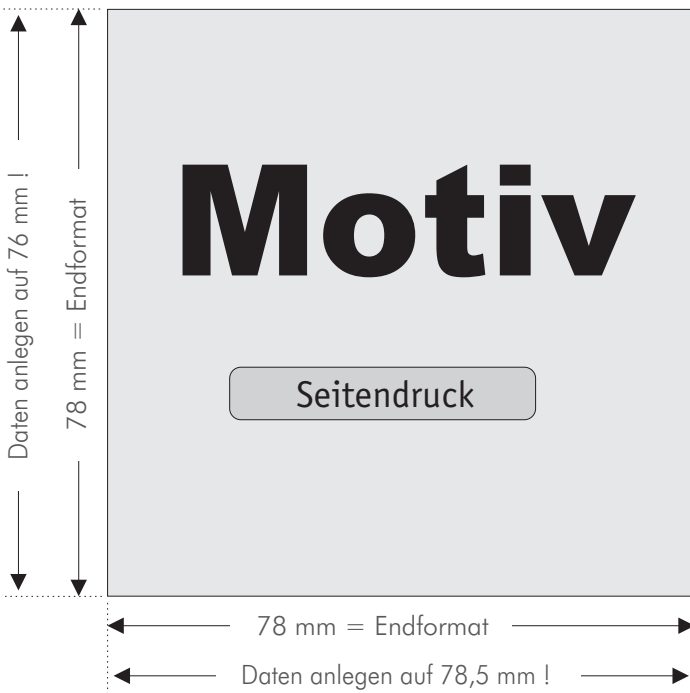 Daten anlegen auf 76 mm !
78 mm = Endformat
Motiv
Seitendruck
78 mm = Endformat
Daten anlegen auf 78,5 mm !